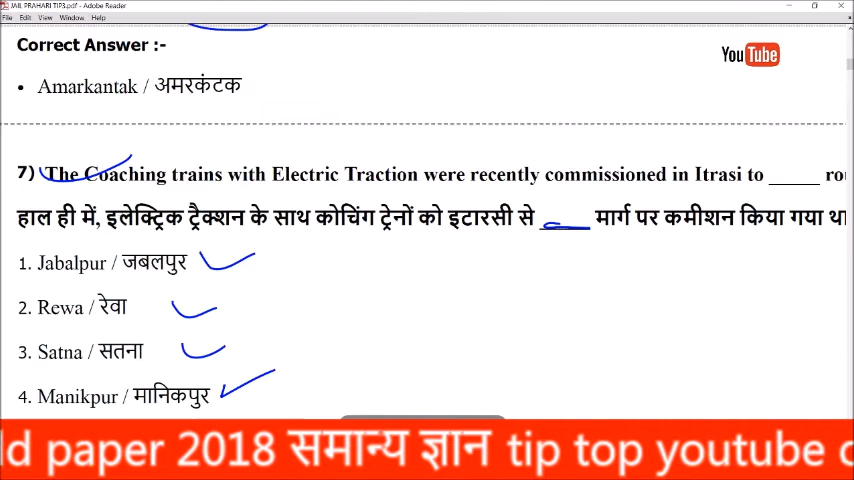 JAIL PRAHARI TIP3.pdf - Adobe Reader
File Edit View Window Help
Correct Answer :-
YouTube
• Amarkantak / अमरकंटक
7) The Coaching trains with Electric Traction were recently commissioned in Itrasi to _____
हाल ही में, इलेक्ट्रिक ट्रैक्शन के साथ कोचिंग ट्रेनों को इटारसी से _____ मार्ग पर कमीशन किया गया था
1. Jabalpur / जबलपुर
2. Rewa / रेवा
3. Satna / सतना
4. Manikpur / मानिकपुर
paper 2018 समान्य ज्ञान tip top youtube